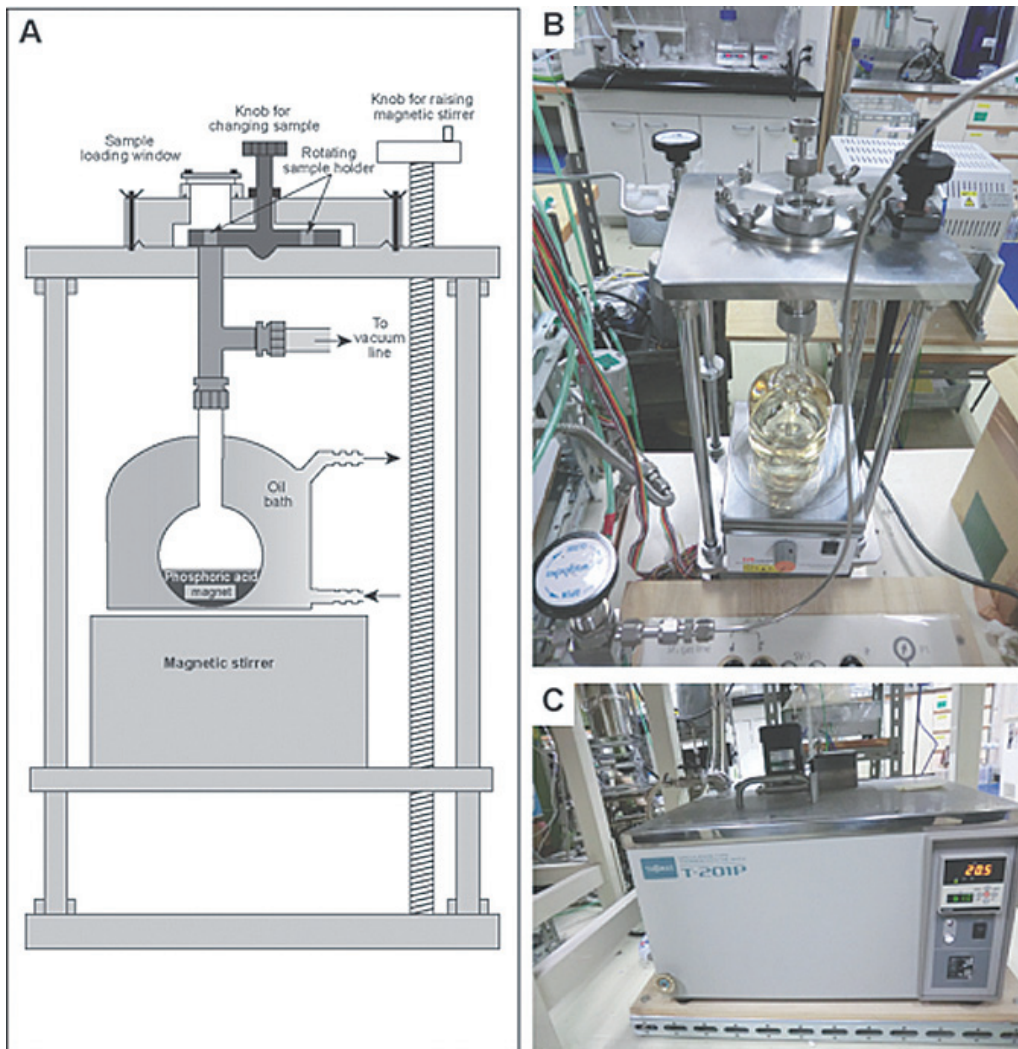 A
Knob for
changing sample
Knob for raising
magnetic stirrer
Sample
loading window
Rotating
sample holder
To
vacuum
line
Oil
bath
Phosphoric acid
magnet
Magnetic stirrer
B
C
T-201P
20.5